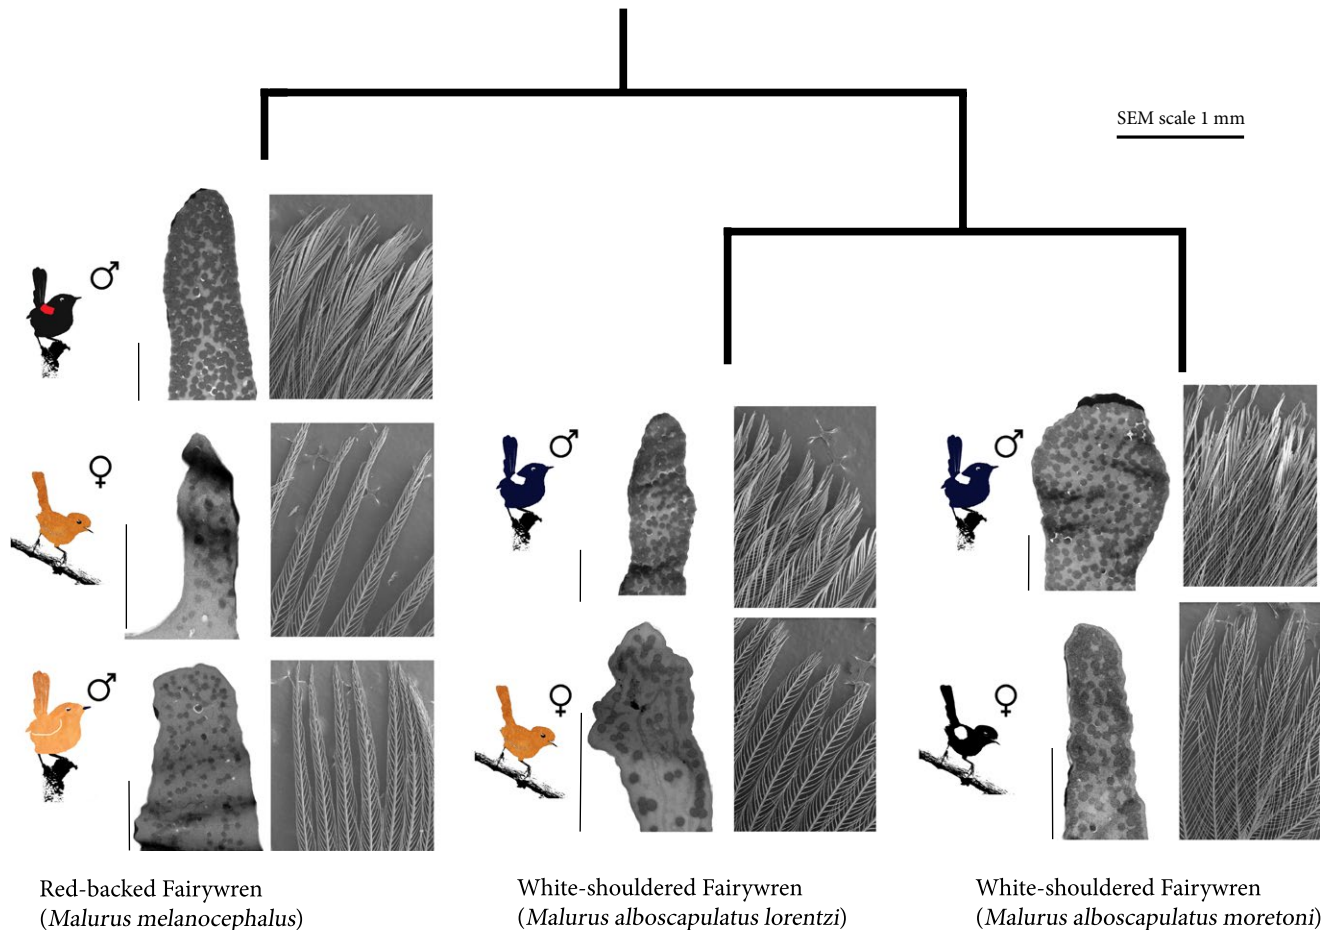 SEM scale 1 mm
♂
♀
♂
♂
♀
♂
♀
Red-backed Fairywren
(Malurus melanocephalus)
White-shouldered Fairywren
(Malurus alboscapulatus lorentzi)
White-shouldered Fairywren
(Malurus alboscapulatus moretoni)